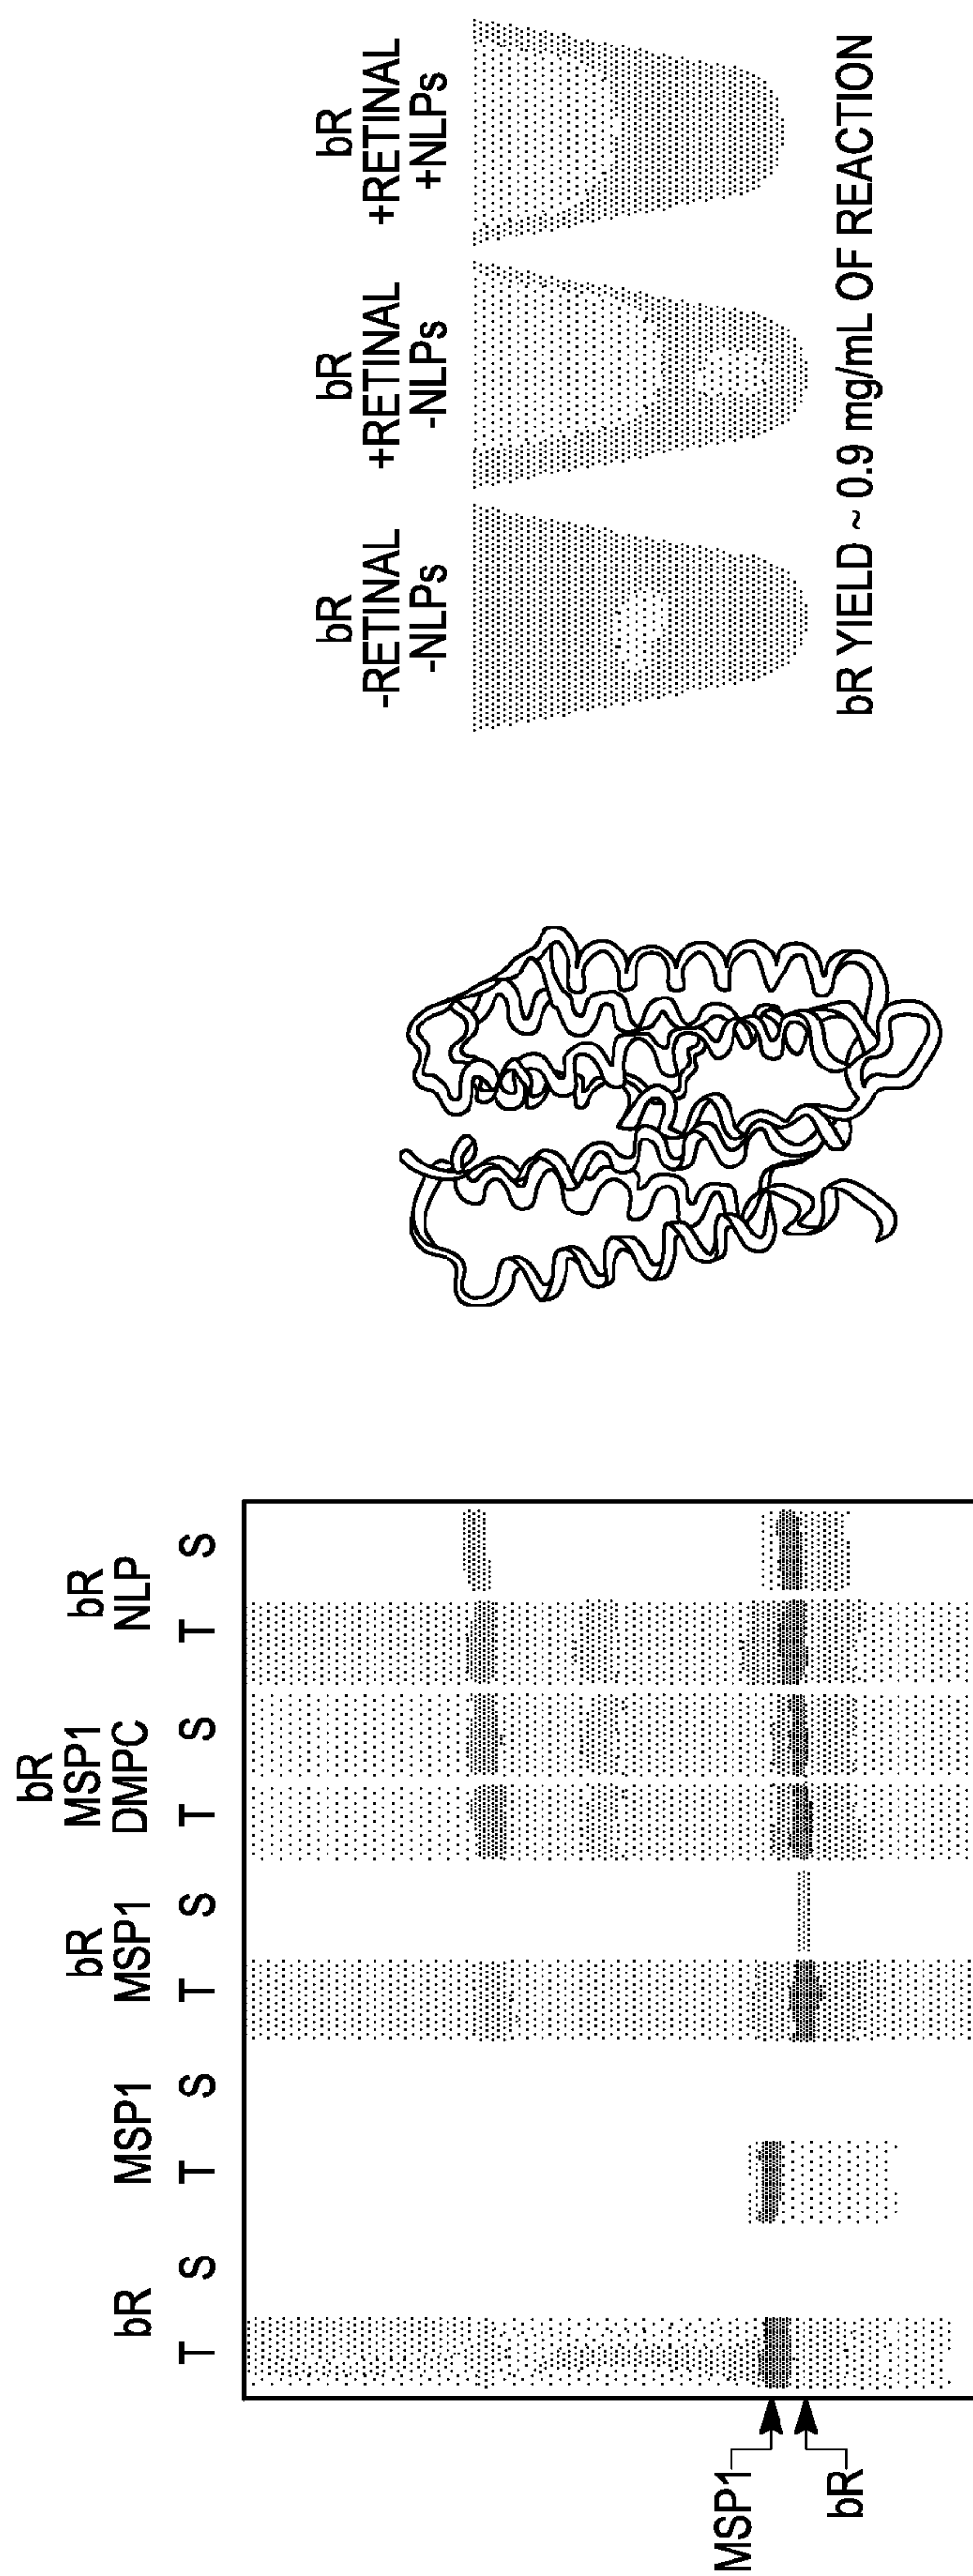 bR
T S
MSP1
T S
bR
MSP1
T S
bR
MSP1
DMPC
T S
bR
NLP
T S
MSP1
bR
bR
-RETINAL
-NLPs
bR
+RETINAL
-NLPs
bR
+RETINAL
+NLPs
bR YIELD ~ 0.9 mg/mL OF REACTION